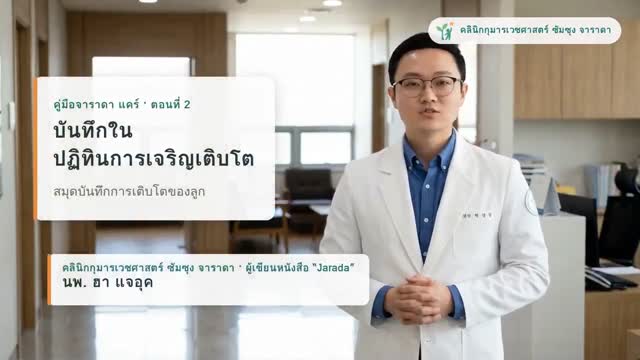 คลินิกกุมารเวชศาสตร์ ซัมซุง จาราดา
คู่มือจาราดา แคร์ · ตอนที่ 2
บันทึกใน
ปฏิทินการเจริญเติบโต
สมุดบันทึกการเติบโตของลูก
คลินิกกุมารเวชศาสตร์ ซัมซุง จาราดา · ผู้เขียนหนังสือ "Jarada"
นพ. ฮา แจอุค